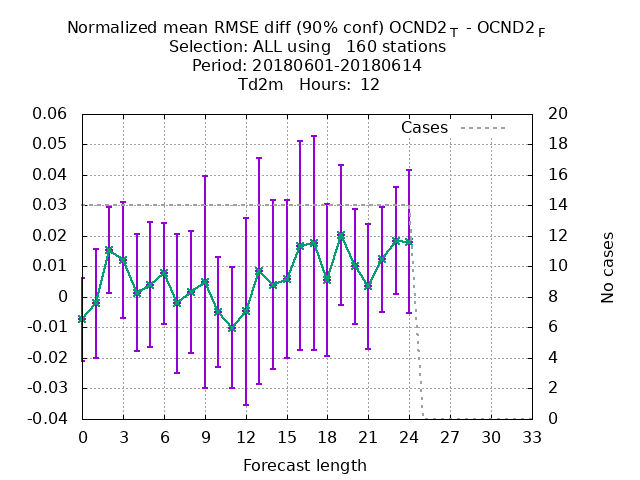 Normalized mean RMSE diff (90% conf) OCND2 T - OCND2 F
Selection: ALL using   160 stations
Period: 20180601-20180614
Td2m   Hours:  12
Cases
0.06
0.05
0.04
0.03
0.02
0.01
0
-0.01
-0.02
-0.03
-0.04
20
18
16
14
12
10
8
6
4
2
0
No cases
0 3 6 9 12 15 18 21 24 27 30 33
Forecast length